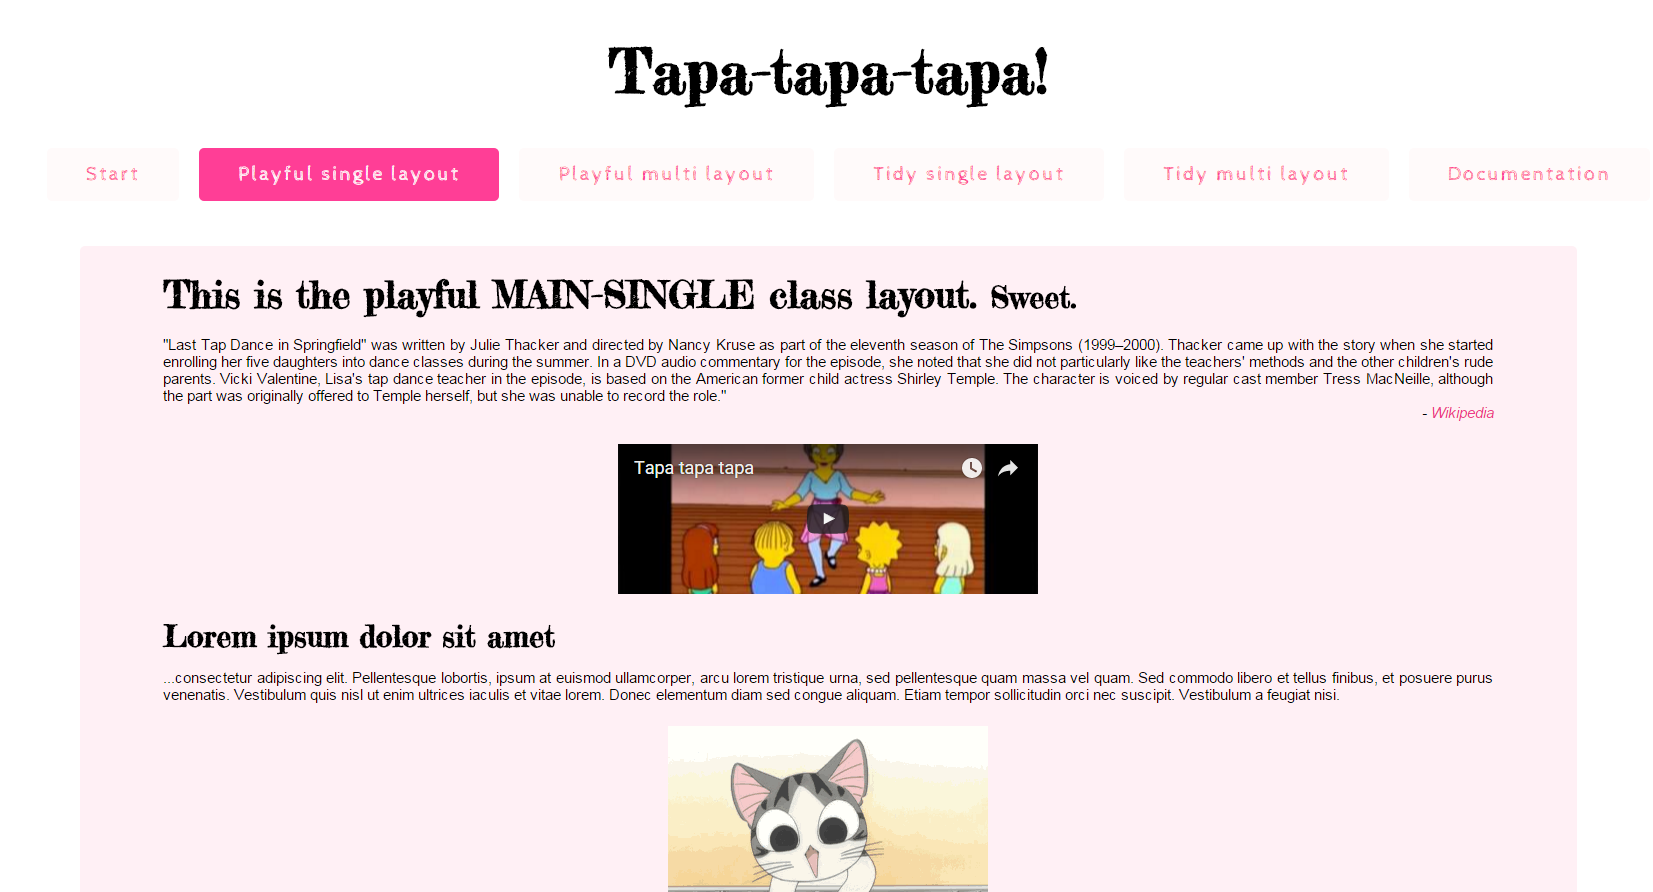 Tapa-tapa-tapa!
Start
Playful single layout
Playful multi layout
Tidy single layout
Tidy multi layout
Documentation
This is the playful MAIN-SINGLE class layout. Sweet.
"Last Tap Dance in Springfield" was written by Julie Thacker and directed by Nancy Kruse as part of the eleventh season of The Simpsons (1999–2000). Thacker came up with the story when she started
enrolling her five daughters into dance classes during the summer. In a DVD audio commentary for the episode, she noted that she did not particularly like the teachers' methods and the other children's rude
parents. Vicki Valentine, Lisa's tap dance teacher in the episode, is based on the American former child actress Shirley Temple. The character is voiced by regular cast member Tress MacNeille, although
the part was originally offered to Temple herself, but she was unable to record the role."
- Wikipedia
Tapa tapa tapa
Lorem ipsum dolor sit amet
...consectetur adipiscing elit. Pellentesque lobortis, ipsum at euismod ullamcorper, arcu lorem tristique urna, sed pellentesque quam massa vel quam. Sed commodo libero et tellus finibus, et posuere purus
venenatis. Vestibulum quis nisl ut enim ultrices iaculis et vitae lorem. Donec elementum diam sed congue aliquam. Etiam tempor sollicitudin orci nec suscipit. Vestibulum a feugiat nisi.